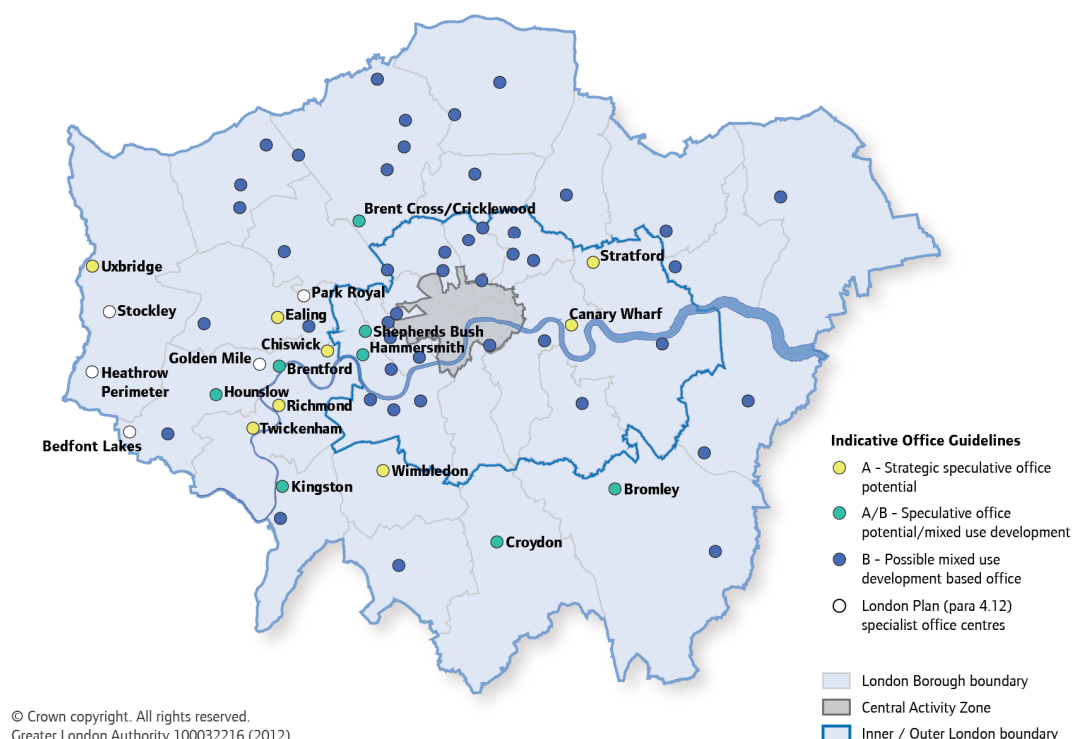 Brent Cross/Cricklewood
Stratford
Uxbridge
Park Royal
Stockley
Ealing
Canary Wharf
Shepherds Bush
Chiswick
Hammersmith
Golden Mile
Brentford
Heathrow
Perimeter
Hounslow
Richmond
Twickenham
Bedfont Lakes
Wimbledon
Kingston
Bromley
Croydon
Indicative Office Guidelines
A - Strategic speculative office
potential
A/B - Speculative office
potential/mixed use development
B - Possible mixed use
development based office
London Plan (para 4.12)
specialist office centres
London Borough boundary
Central Activity Zone
Inner / Outer London boundary
© Crown copyright. All rights reserved.
Greater London Authority 100032216 (2012)